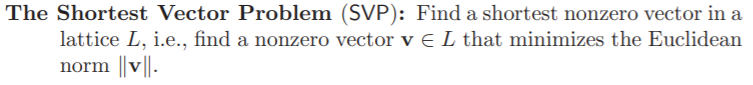 The Shortest Vector Problem (SVP): Find a shortest nonzero vector in a
lattice L, i.e., find a nonzero vector v ∈ L that minimizes the Euclidean
norm ‖v‖.